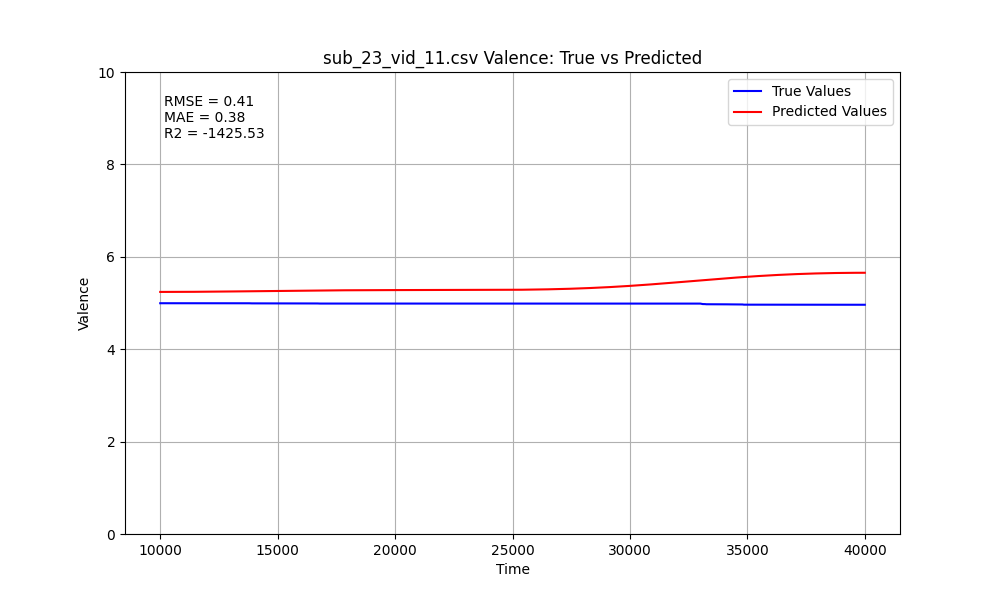 sub_23_vid_11.csv Valence: True vs Predicted
RMSE = 0.41
MAE = 0.38
R2 = -1425.53
True Values
Predicted Values
10
8
6
4
2
0
Valence
10000
15000
20000
25000
30000
35000
40000
Time